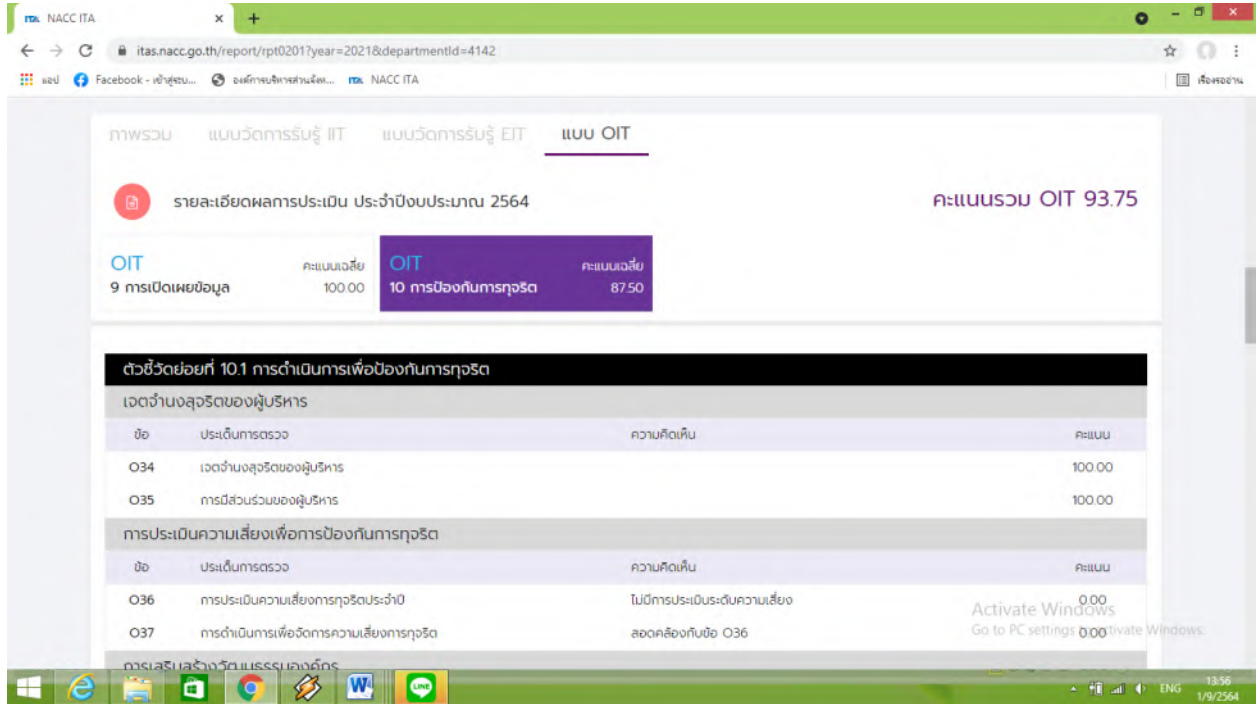 NACC ITA
itas.nacc.go.th/report/rpt0201?year=2021&departmentId=4142
แอป Facebook - เข้าสู่ระบ... องค์การบริหารส่วนจังห... NACC ITA เรื่องรออ่าน
ภาพรวม แบบวัดการรับรู้ IIT แบบวัดการรับรู้ EIT แบบ OIT
รายละเอียดผลการประเมิน ประจำปีงบประมาณ 2564 คะแนนรวม OIT 93.75
OIT คะแนนเฉลี่ย OIT คะแนนเฉลี่ย
9 การเปิดเผยข้อมูล 100.00 10 การป้องกันการทุจริต 87.50
ตัวชี้วัดย่อยที่ 10.1 การดำเนินการเพื่อป้องกันการทุจริต
เจตจำนงสุจริตของผู้บริหาร
ข้อ ประเด็นการตรวจ ความคิดเห็น คะแนน
O34 เจตจำนงสุจริตของผู้บริหาร 100.00
O35 การมีส่วนร่วมของผู้บริหาร 100.00
การประเมินความเสี่ยงเพื่อการป้องกันการทุจริต
ข้อ ประเด็นการตรวจ ความคิดเห็น คะแนน
O36 การประเมินความเสี่ยงการทุจริตประจำปี ไม่มีการประเมินระดับความเสี่ยง 0.00
Activate Windows
O37 การดำเนินการเพื่อจัดการความเสี่ยงการทุจริต สอดคล้องกับข้อ O36 0.00
Go to PC settings to activate Windows.
การเสริมสร้างวัฒนธรรมองค์กร
LINE
ENG 13:56
1/9/2564